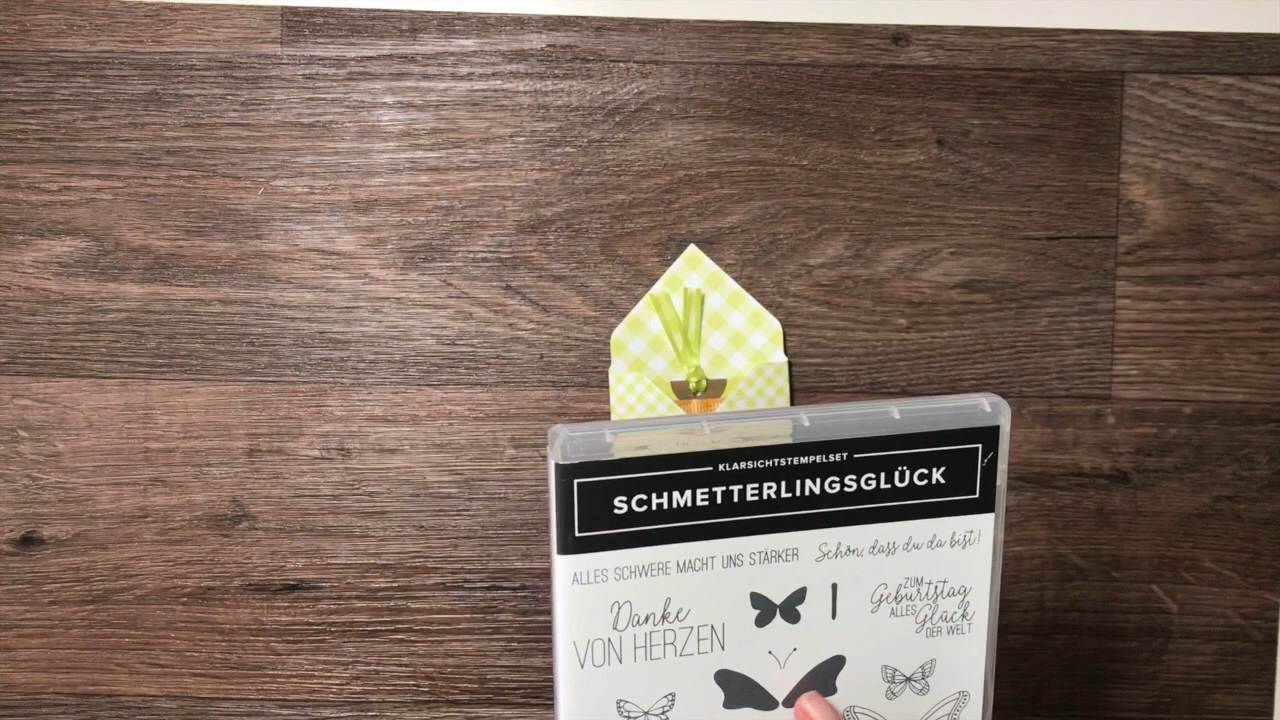 KLARSICHTSTEMPELSET
SCHMETTERLINGSGLÜCK
ALLES SCHWERE MACHT UNS STÄRKER
Schön, dass du da bist!
Danke
VON HERZEN
ZUM
Geburtstag
ALLES Glück
DER WELT